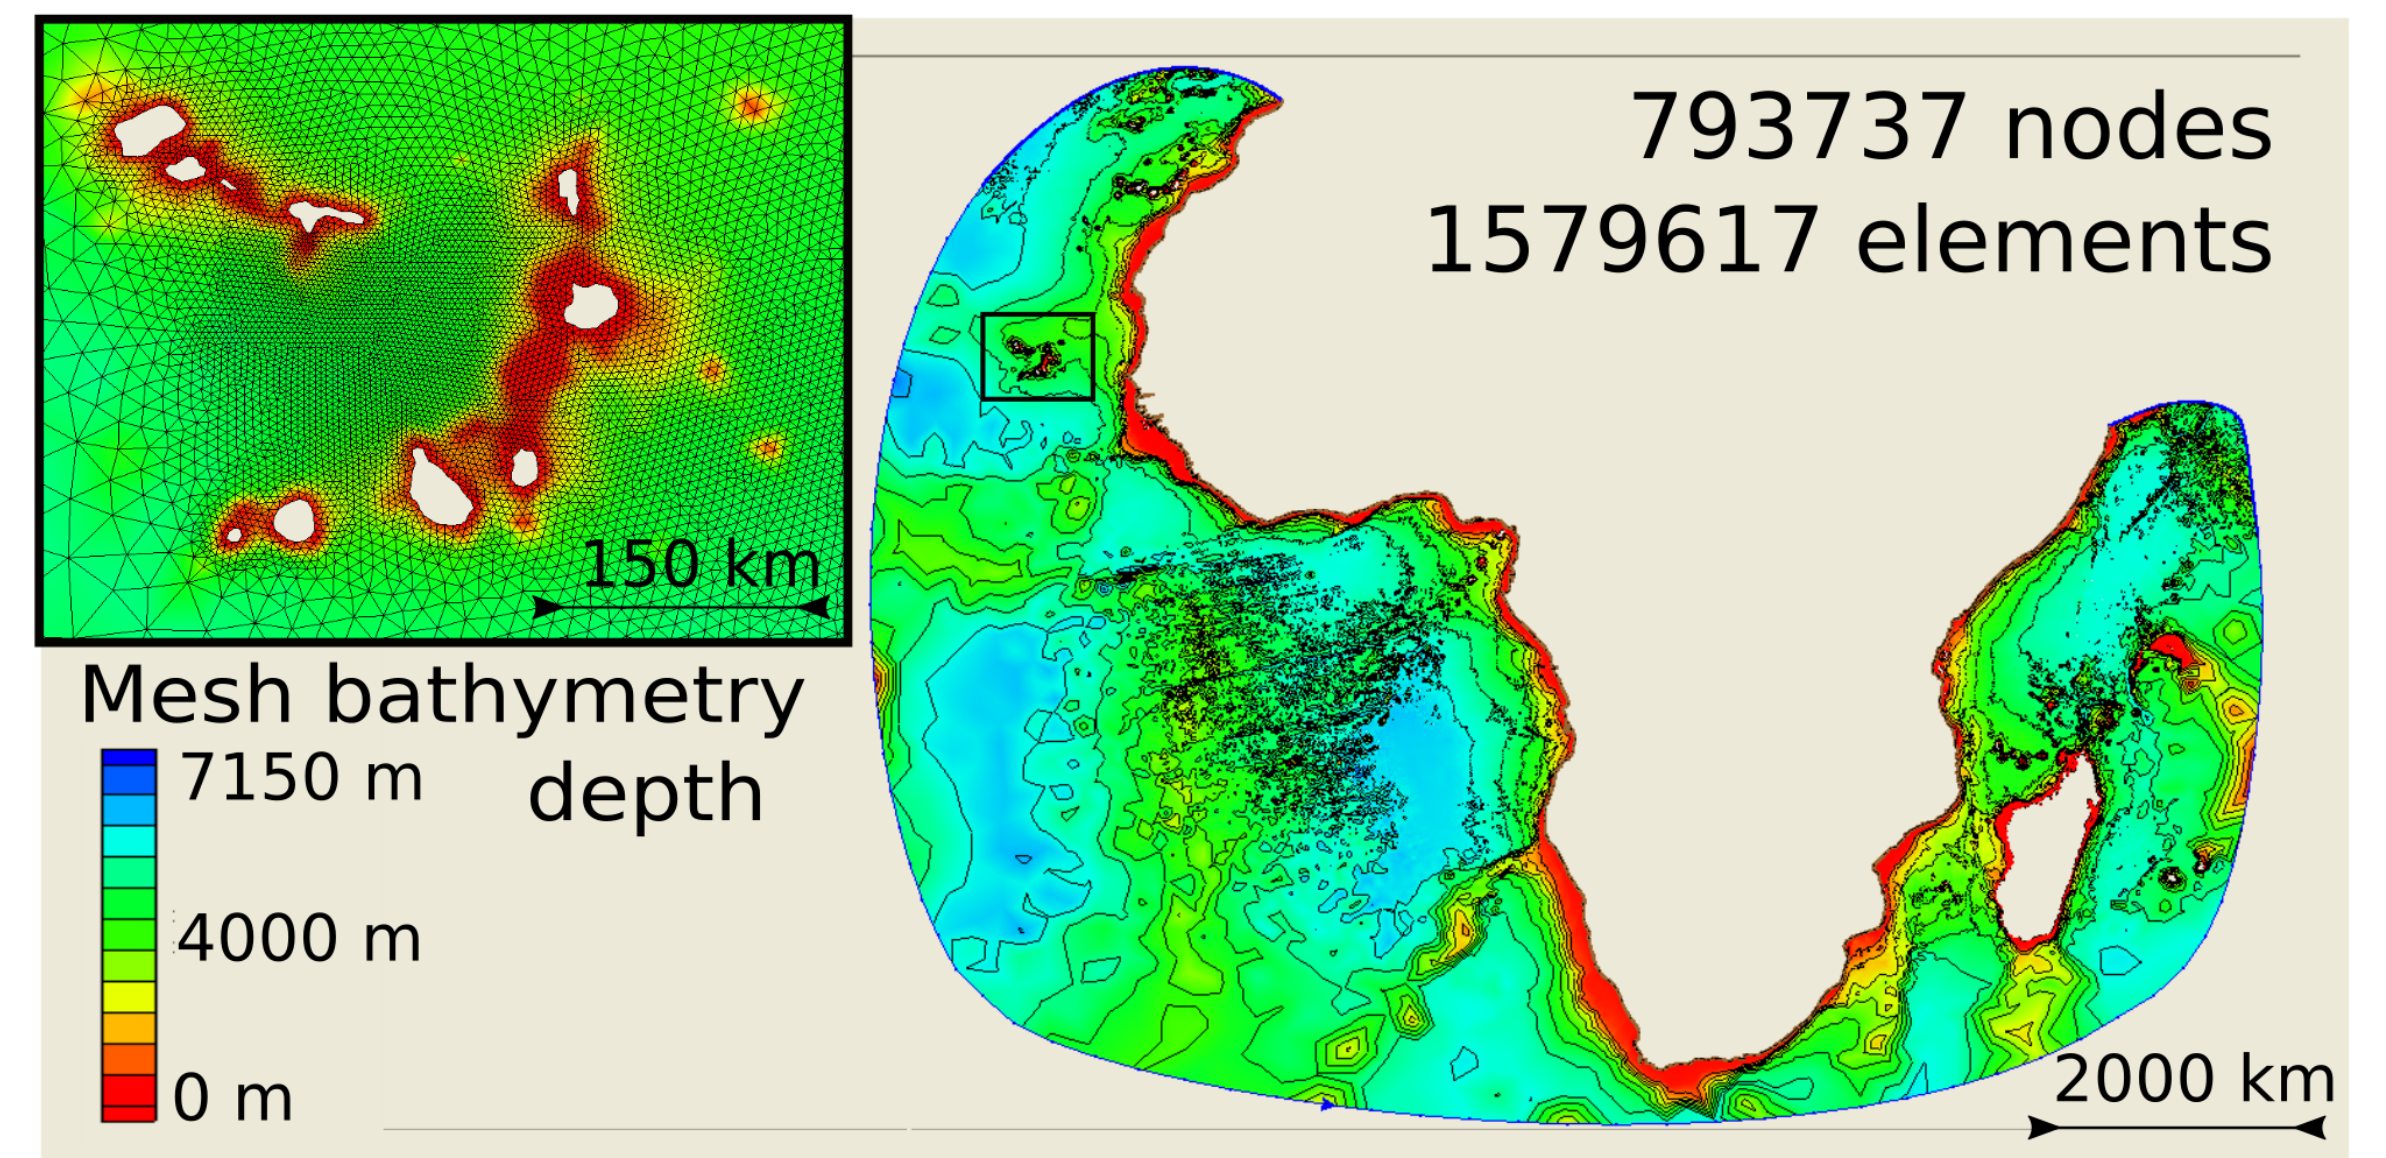 793737 nodes
1579617 elements
150 km
Mesh bathymetry
depth
7150 m
4000 m
0 m
2000 km